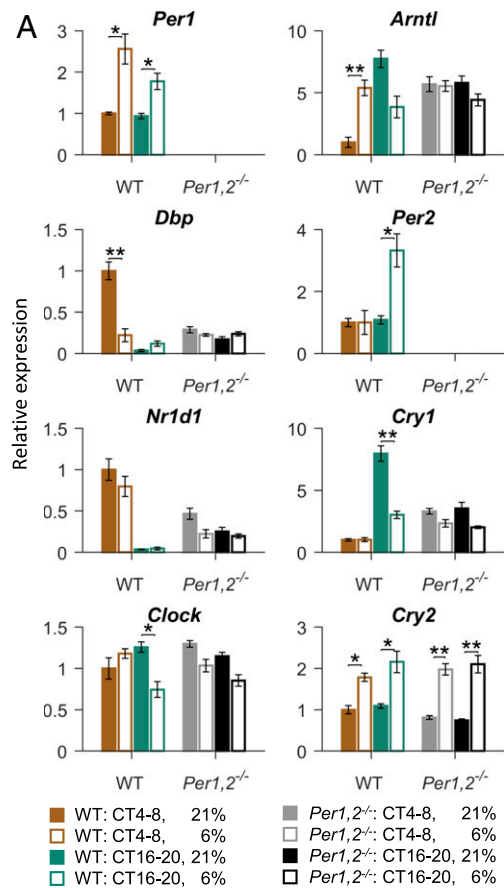 A
Per1
Arntl
3
2
1
0
* *
10
5
0
**
WT Per1,2-/-
WT Per1,2-/-
Dbp
Per2
1.5
1
0.5
0
**
4
2
0
*
WT Per1,2-/-
WT Per1,2-/-
Relative expression
Nr1d1
Cry1
1.5
1
0.5
0
10
5
0
**
WT Per1,2-/-
WT Per1,2-/-
Clock
Cry2
1.5
1
0.5
0
*
3
2
1
0
* * ** **
WT Per1,2-/-
WT Per1,2-/-
WT: CT4-8, 21%
WT: CT4-8, 6%
WT: CT16-20, 21%
WT: CT16-20, 6%
Per1,2-/-: CT4-8, 21%
Per1,2-/-: CT4-8, 6%
Per1,2-/-: CT16-20, 21%
Per1,2-/-: CT16-20, 6%